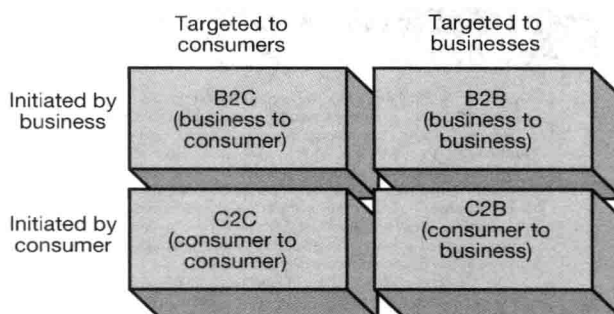 Targeted to
consumers
Targeted to
businesses
Initiated by
business
B2C
(business to
consumer)
B2B
(business to
business)
Initiated by
consumer
C2C
(consumer to
consumer)
C2B
(consumer to
business)